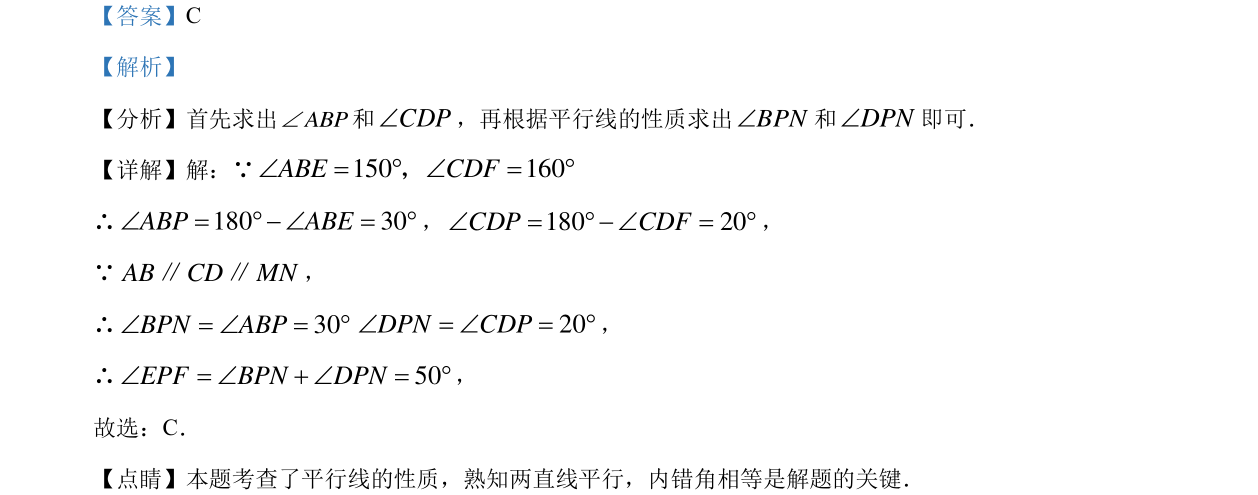 【答案】C
【解析】
【分析】首先求出∠ABP和∠CDP，再根据平行线的性质求出∠BPN和∠DPN即可．
【详解】解：∵∠ABE=150°，∠CDF=160°
∴∠ABP=180°−∠ABE=30°，∠CDP=180°−∠CDF=20°，
∵AB∥CD∥MN，
∴∠BPN=∠ABP=30° ∠DPN=∠CDP=20°，
∴∠EPF=∠BPN+∠DPN=50°，
故选：C．
【点睛】本题考查了平行线的性质，熟知两直线平行，内错角相等是解题的关键．